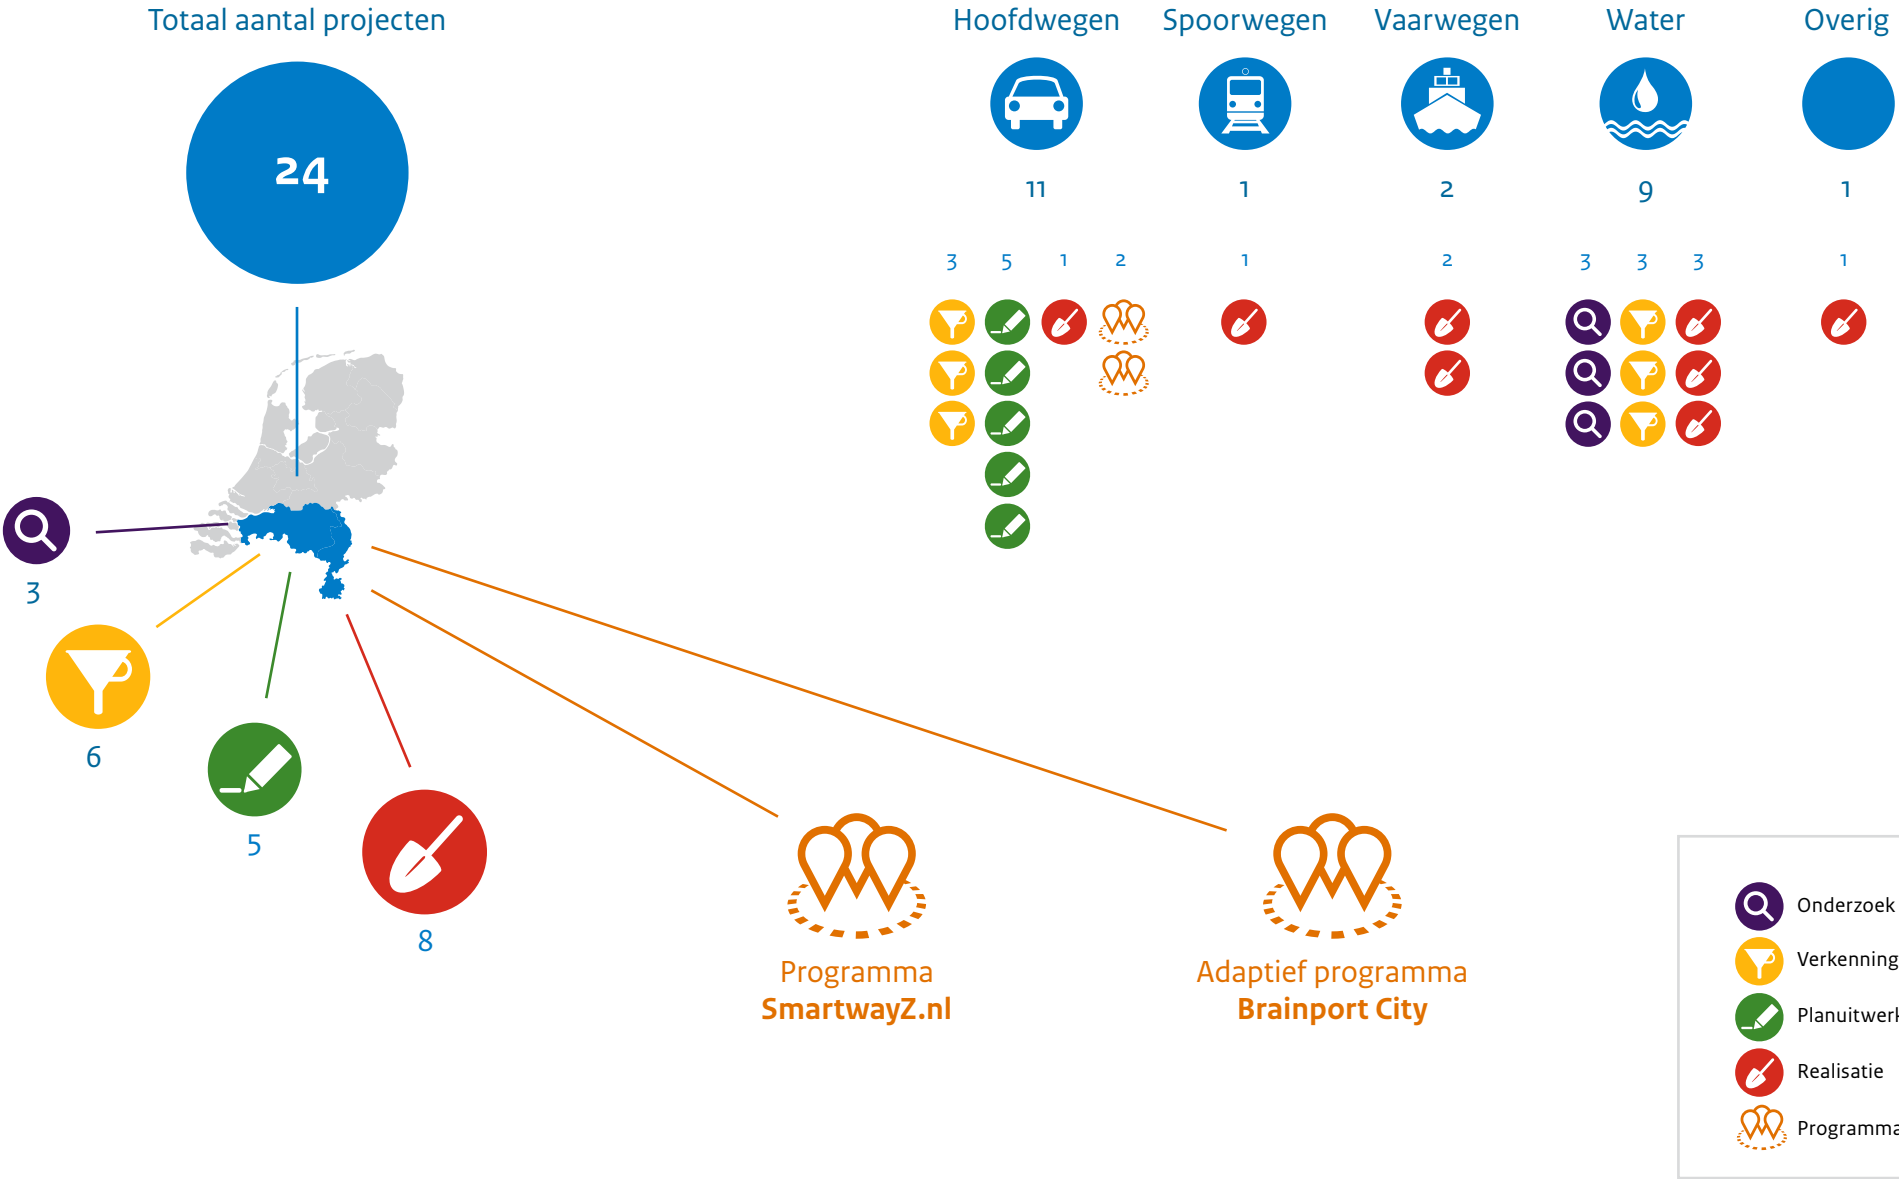 Totaal aantal projecten
24
Hoofdwegen Spoorwegen Vaarwegen Water Overig
11 1 2 9 1
3 5 1 2 1 2 3 3 3 1
3
6
5
8
Programma
SmartwayZ.nl
Adaptief programma
Brainport City
Onderzoek
Verkenning
Planuitwerk
Realisatie
Programma